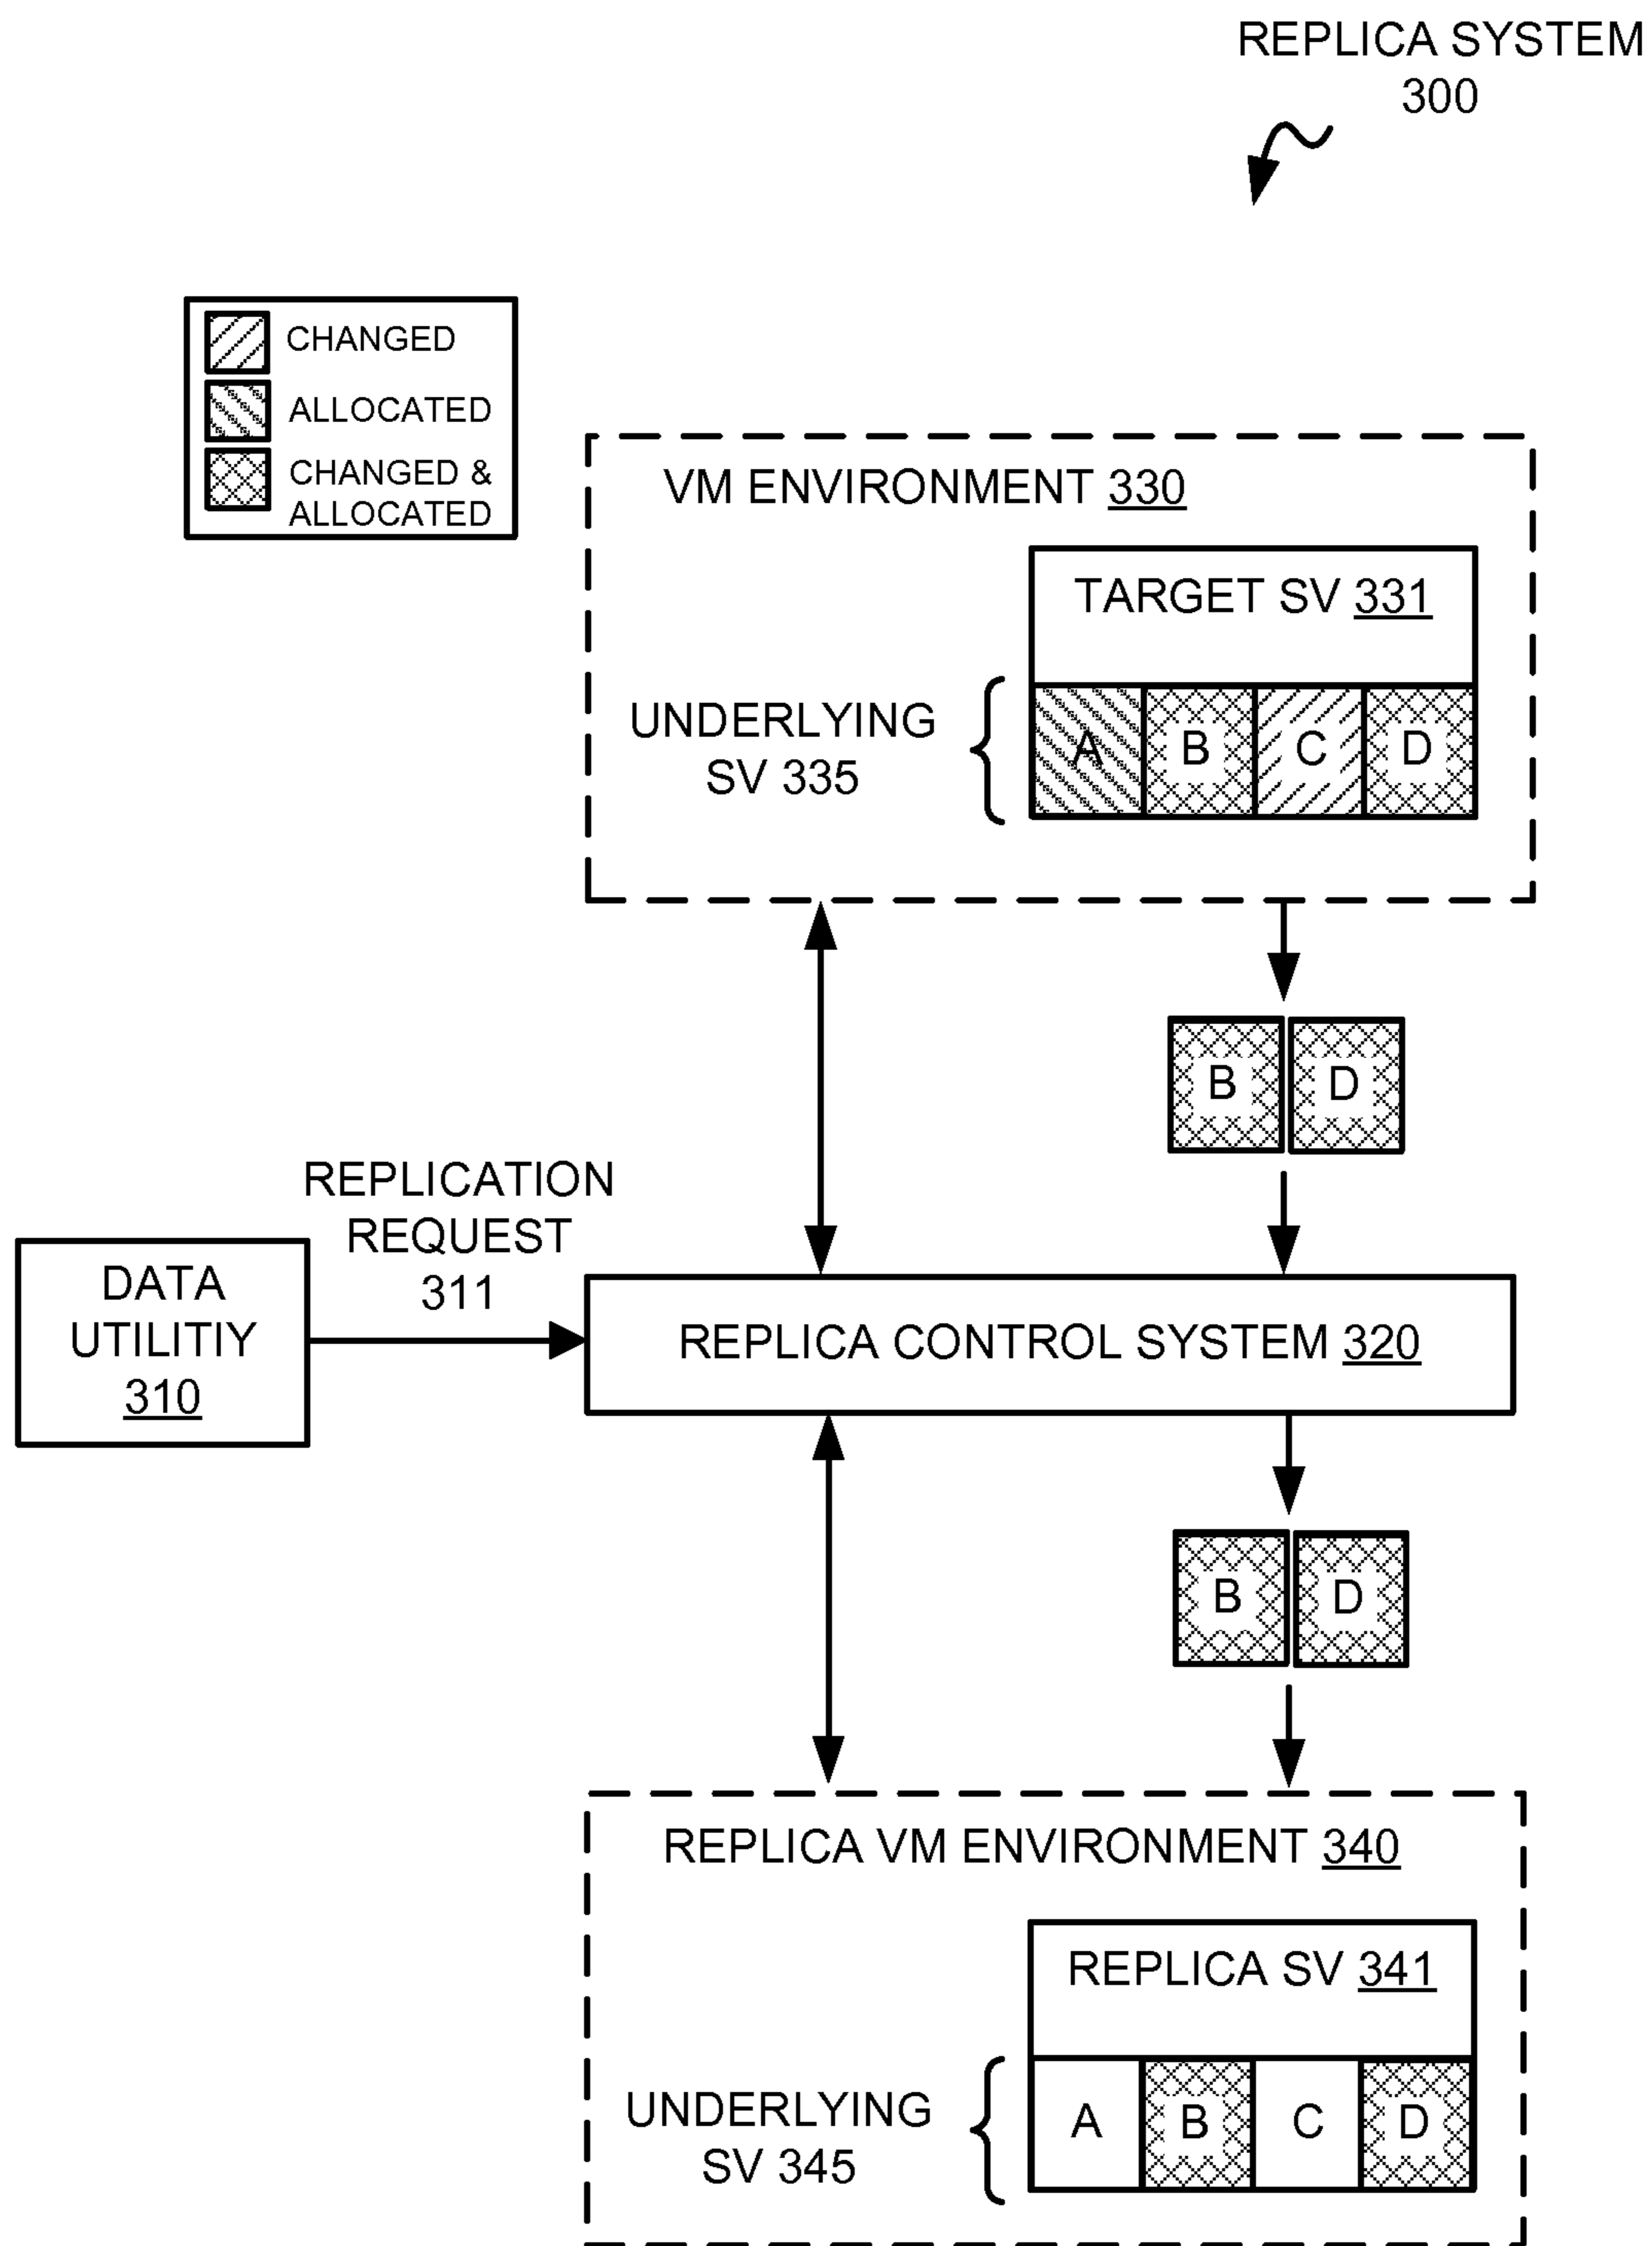 REPLICA SYSTEM
300
CHANGED
ALLOCATED
CHANGED &
ALLOCATED
VM ENVIRONMENT 330
TARGET SV 331
UNDERLYING
SV 335
A
B
C
D
B
D
REPLICATION
REQUEST
311
DATA
UTILITIY
310
REPLICA CONTROL SYSTEM 320
B
D
REPLICA VM ENVIRONMENT 340
REPLICA SV 341
UNDERLYING
SV 345
A
B
C
D